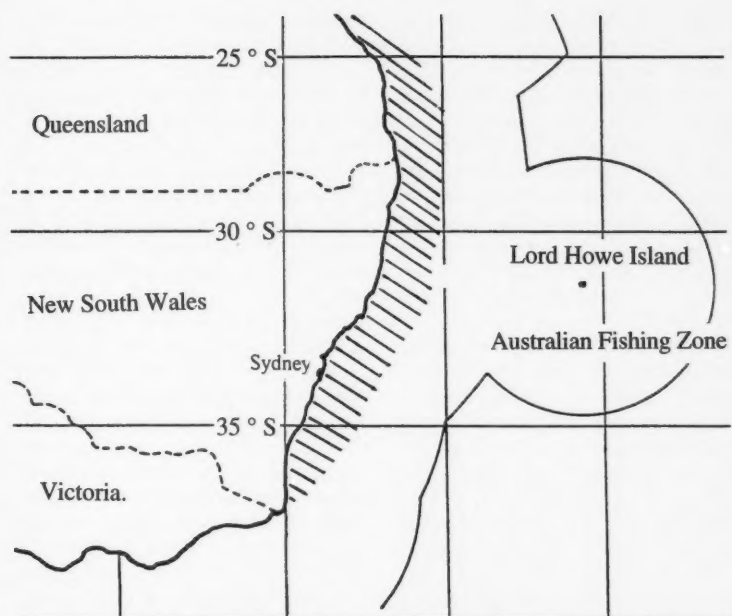 25 ° S
Queensland
30 ° S
Lord Howe Island
New South Wales
Australian Fishing Zone
Sydney
35 ° S
Victoria.